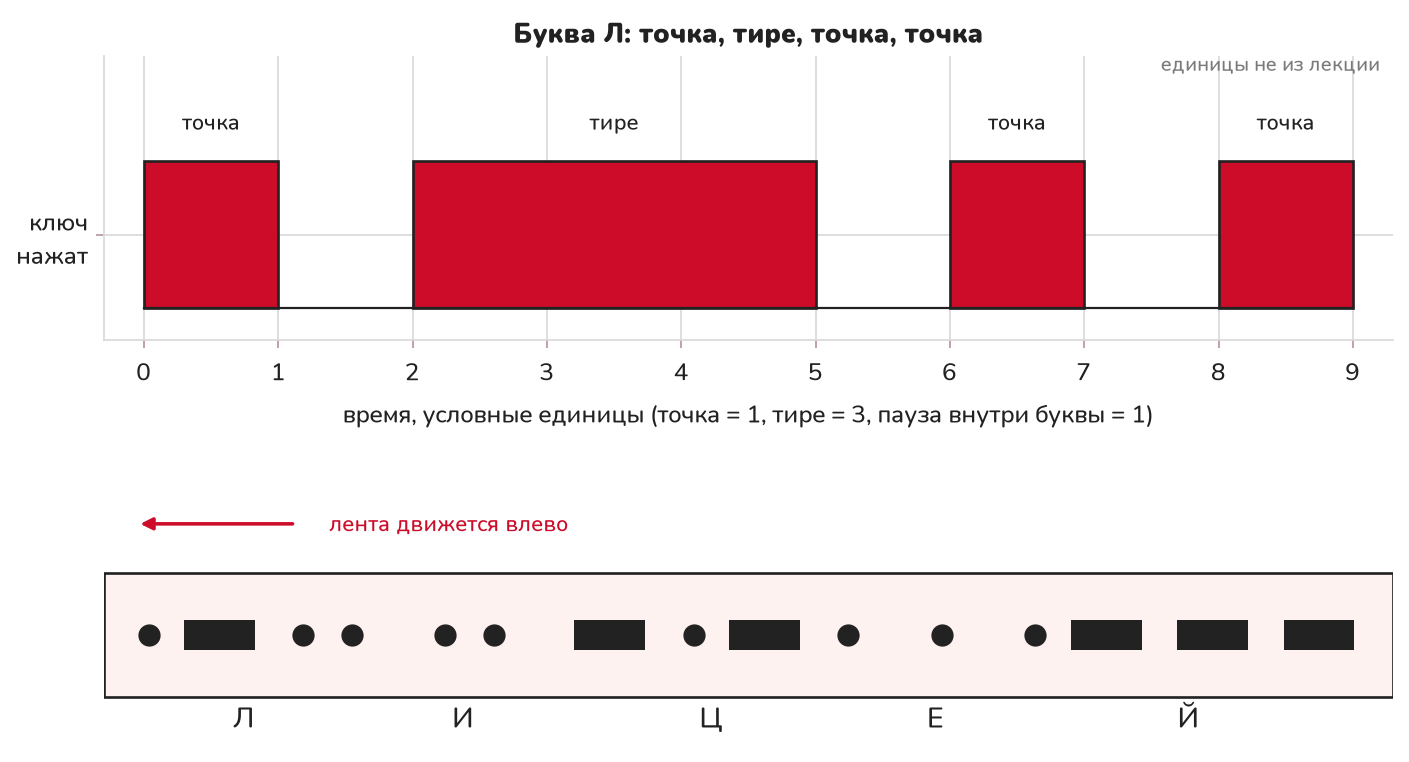 Буква Л: точка, тире, точка, точка
единицы не из лекции
точка тире точка точка
ключ
нажат
0 1 2 3 4 5 6 7 8 9
время, условные единицы (точка = 1, тире = 3, пауза внутри буквы = 1)
лента движется влево
Л И Ц Е Й